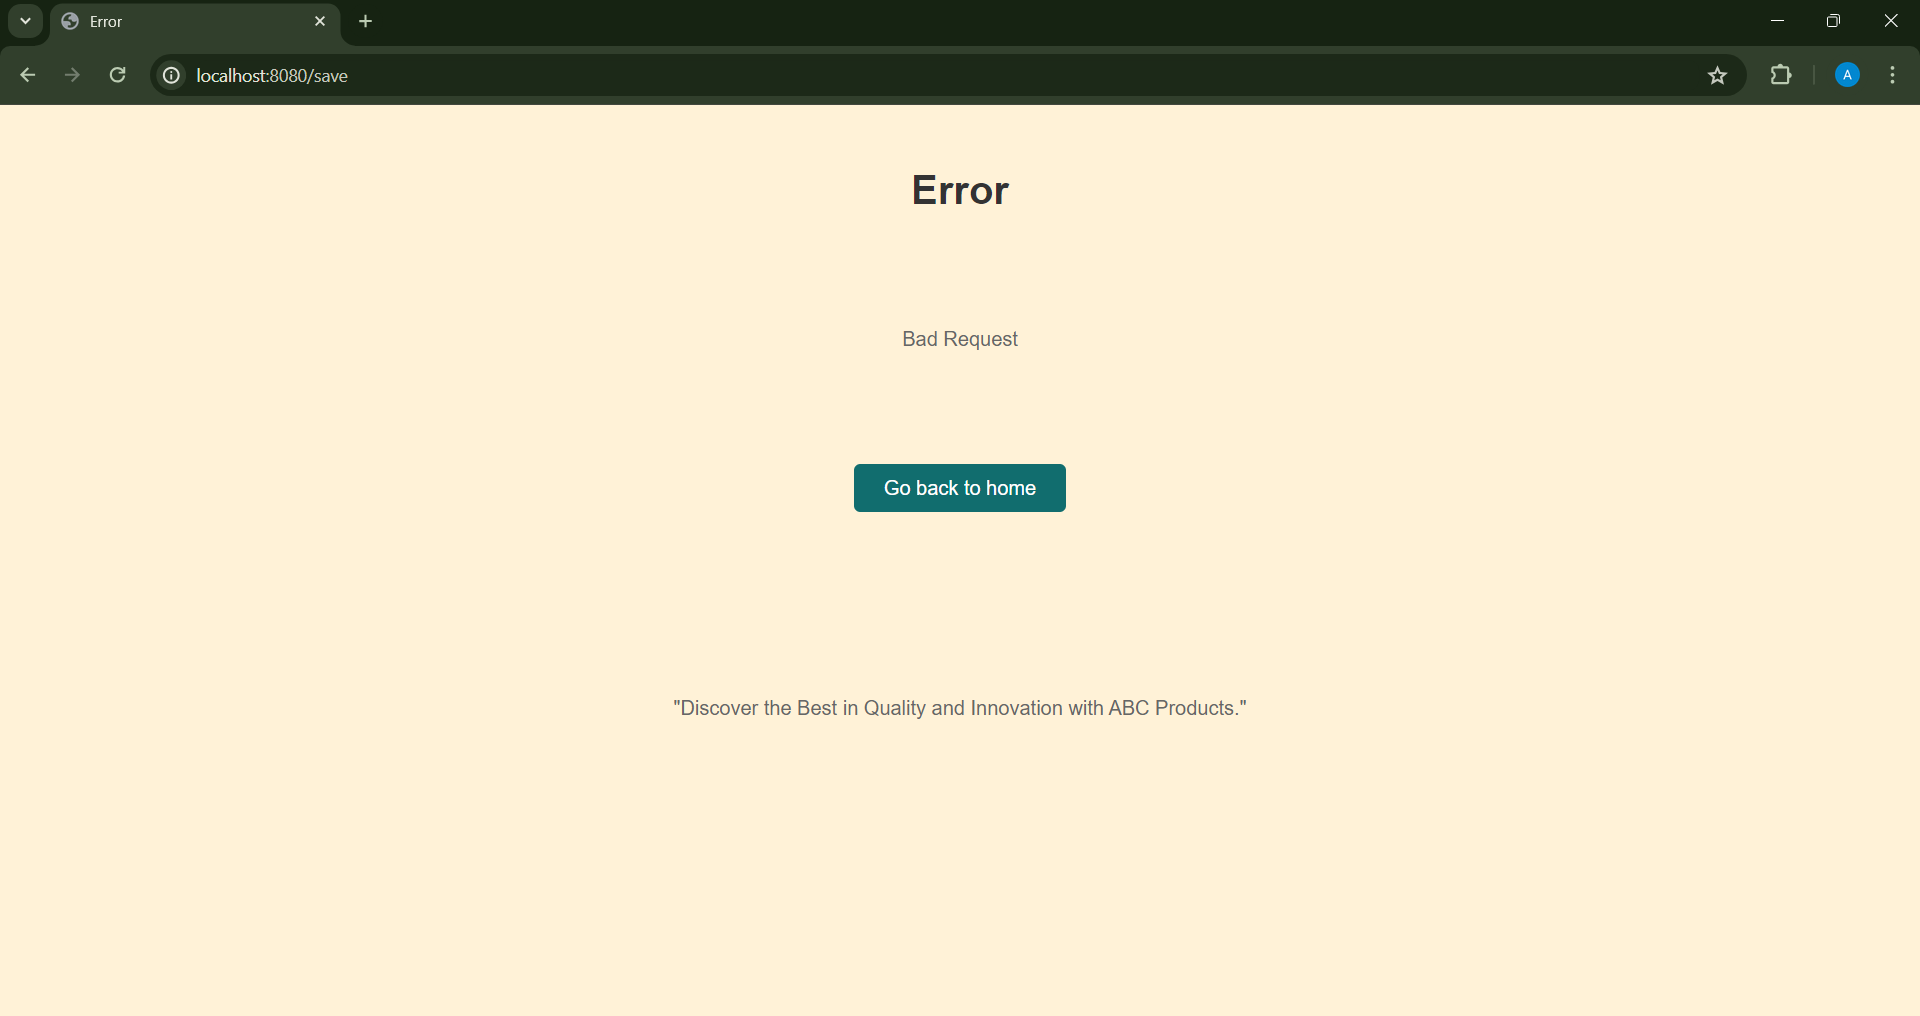 Error
localhost:8080/save
A
Error
Bad Request
Go back to home
"Discover the Best in Quality and Innovation with ABC Products."